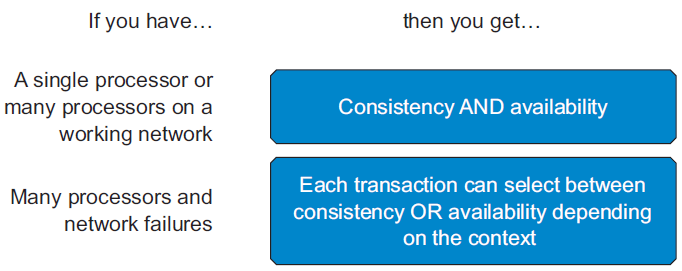 If you have…
then you get…
A single processor or
many processors on a
working network
Consistency AND availability
Many processors and
network failures
Each transaction can select between
consistency OR availability depending
on the context